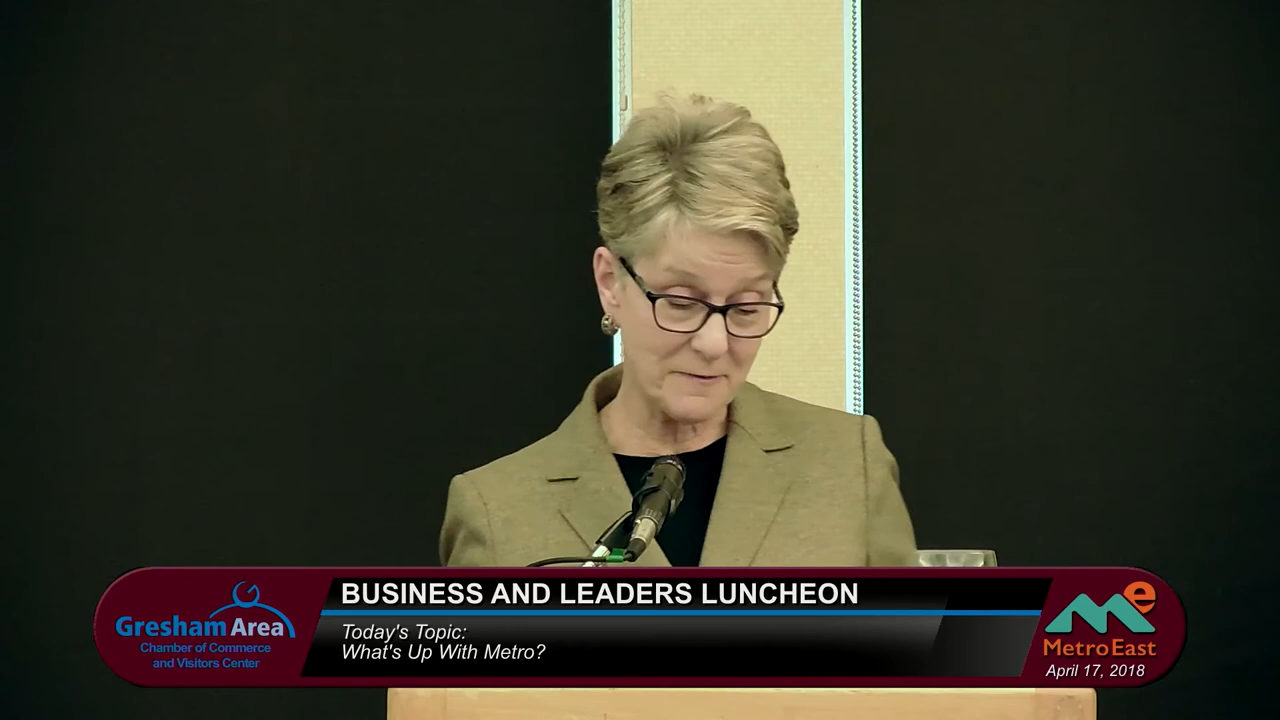 BUSINESS AND LEADERS LUNCHEON
Gresham Area
Chamber of Commerce
and Visitors Center
Today's Topic:
What's Up With Metro?
Me
MetroEast
April 17, 2018